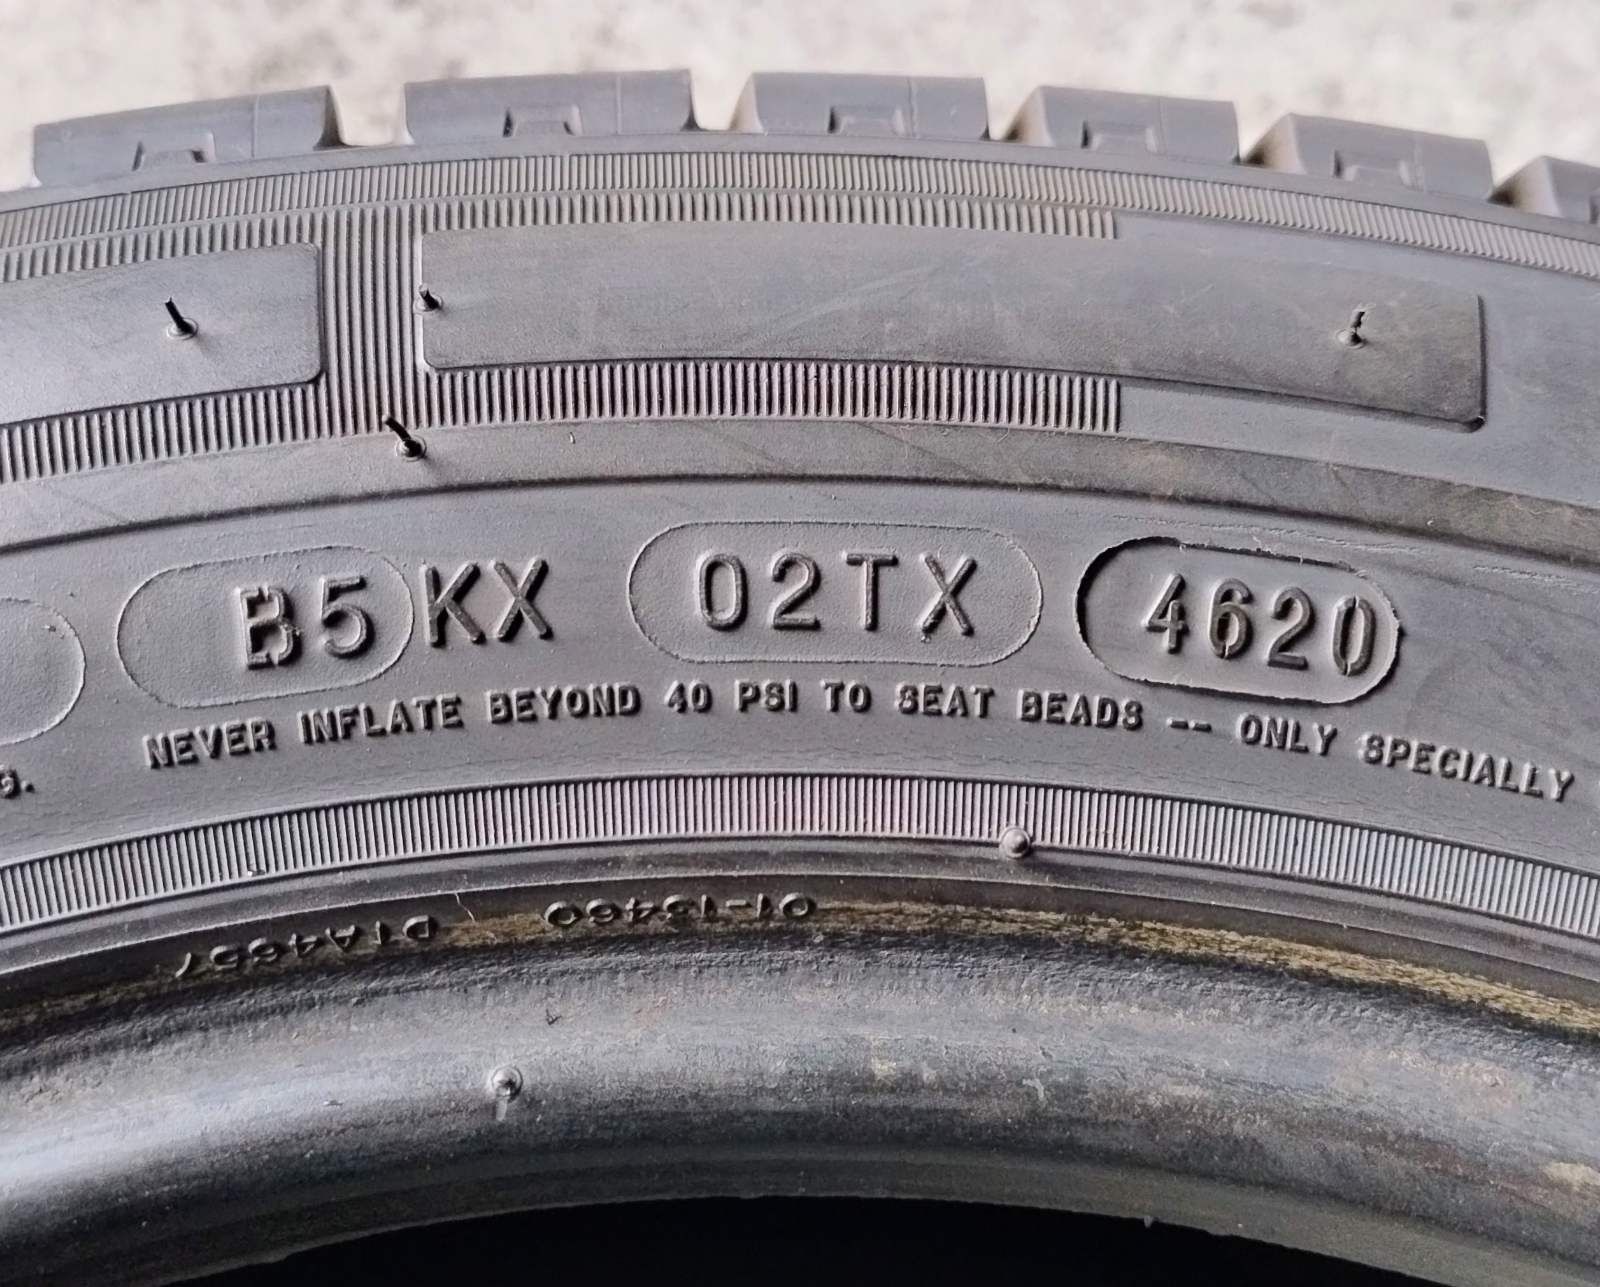 B5KX 02TX 4620
G. NEVER INFLATE BEYOND 40 PSI TO SEAT BEADS -- ONLY SPECIALLY
D1A4657 01-13460